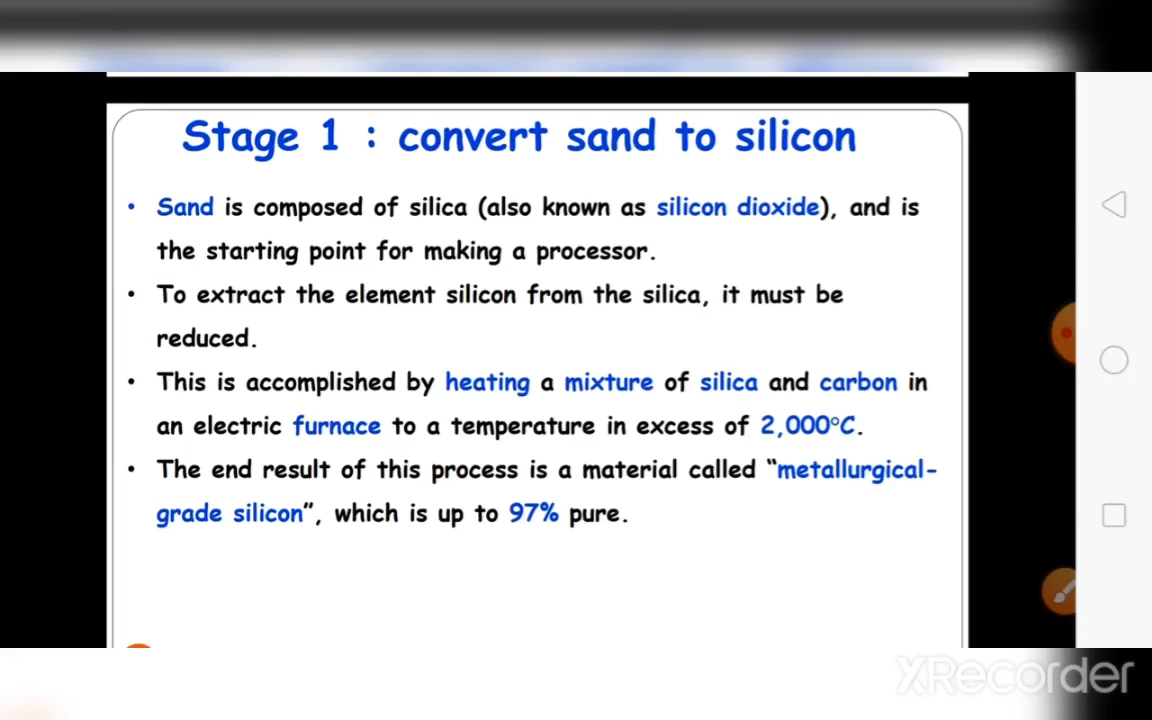 Stage 1 : convert sand to silicon
• Sand is composed of silica (also known as silicon dioxide), and is
the starting point for making a processor.
• To extract the element silicon from the silica, it must be
reduced.
• This is accomplished by heating a mixture of silica and carbon in
an electric furnace to a temperature in excess of 2,000°C.
• The end result of this process is a material called “metallurgical-
grade silicon”, which is up to 97% pure.
XRecorder